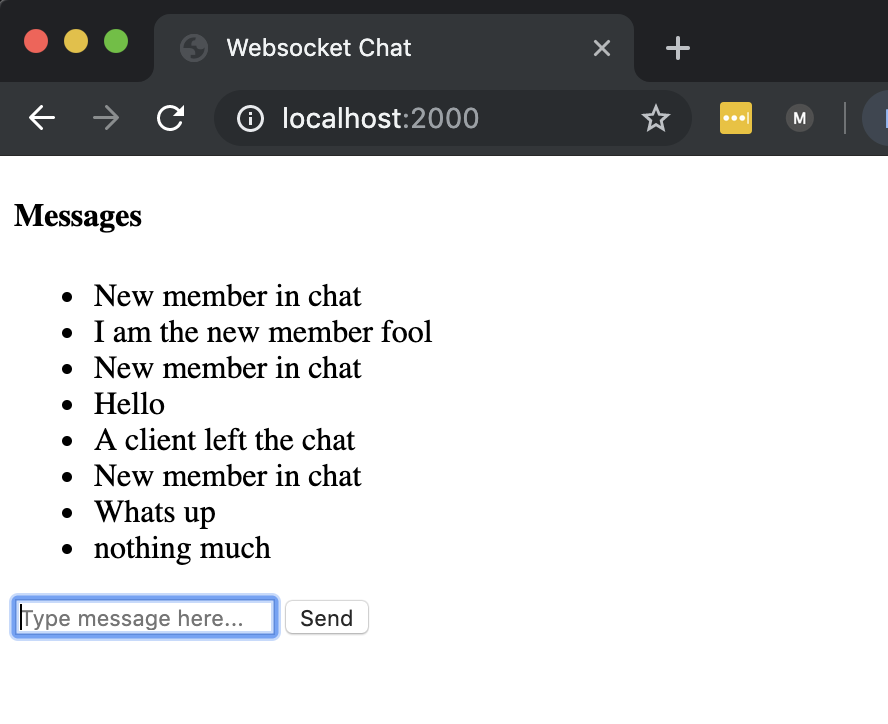 Websocket Chat
localhost:2000
M
Messages
New member in chat
I am the new member fool
New member in chat
Hello
A client left the chat
New member in chat
Whats up
nothing much
Type message here... Send